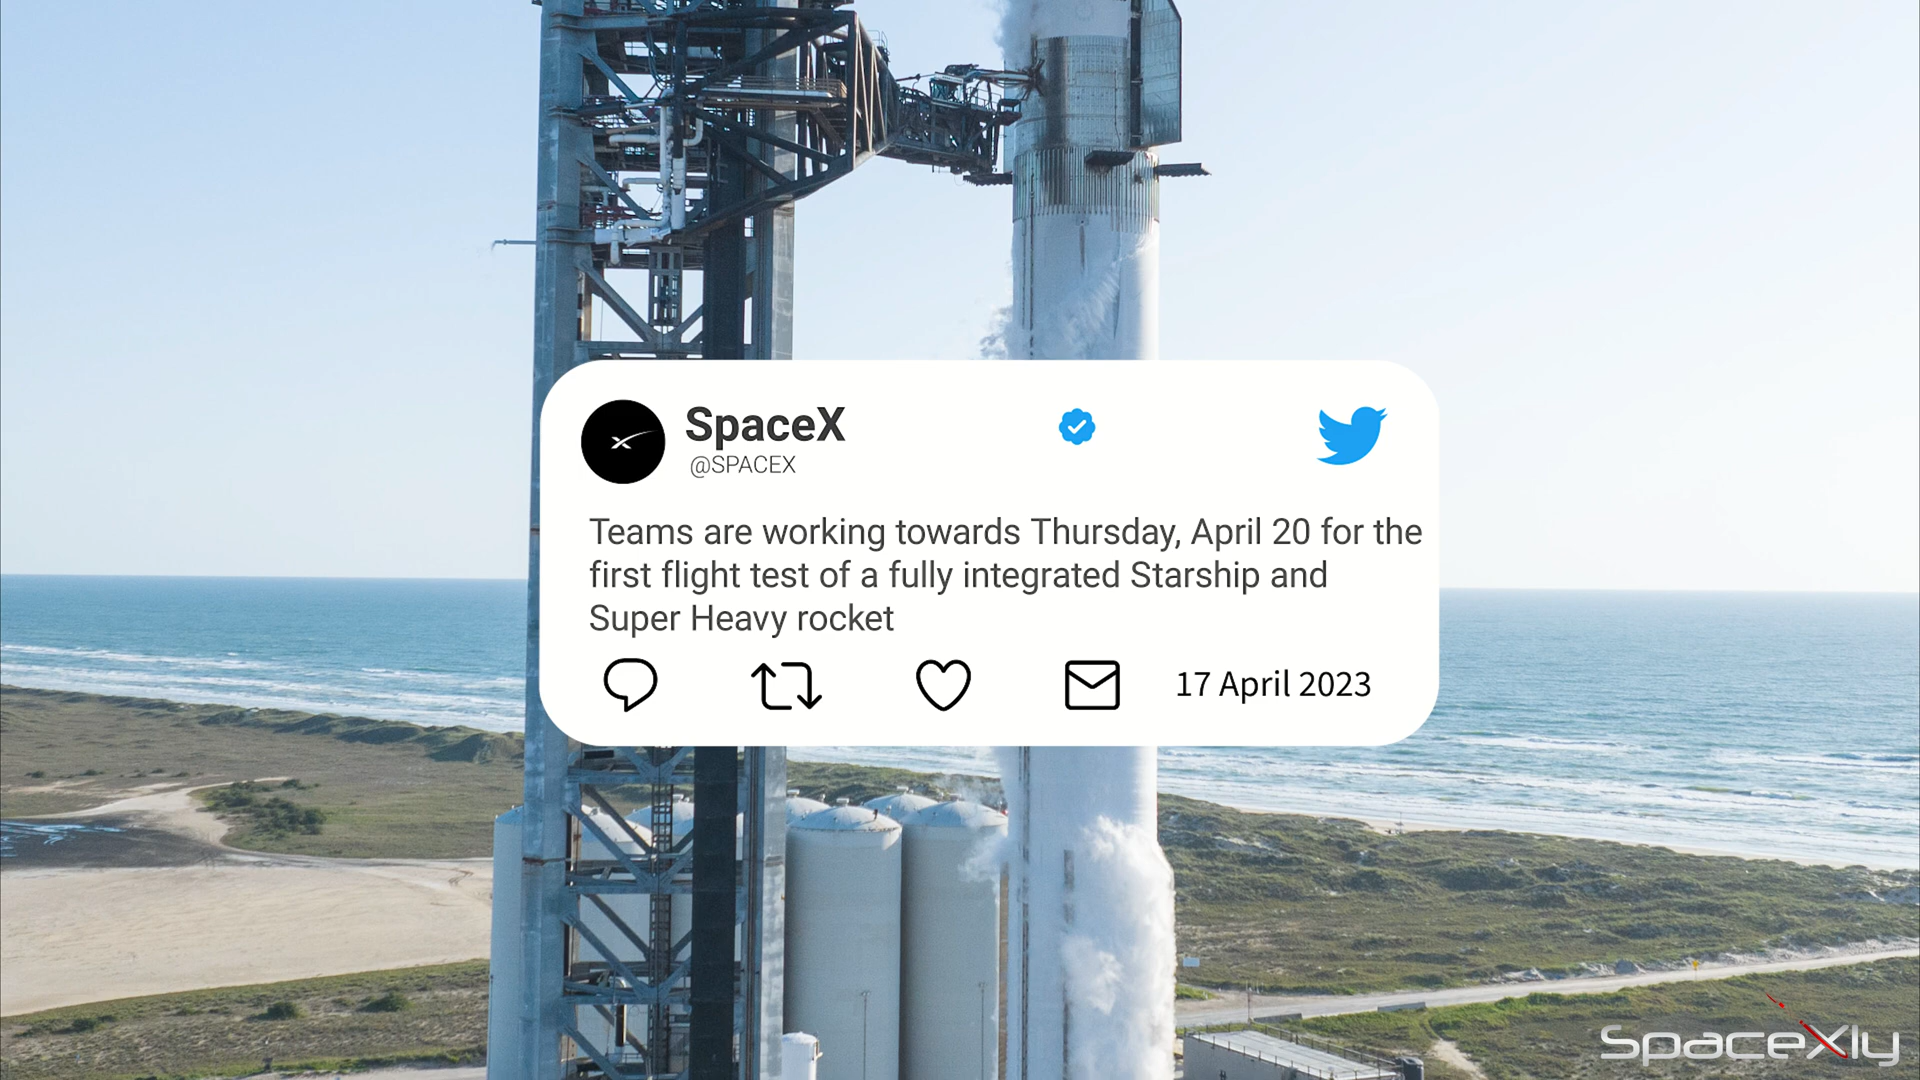 SpaceX
@SPACEX
Teams are working towards Thursday, April 20 for the
first flight test of a fully integrated Starship and
Super Heavy rocket
17 April 2023
SpaceXly